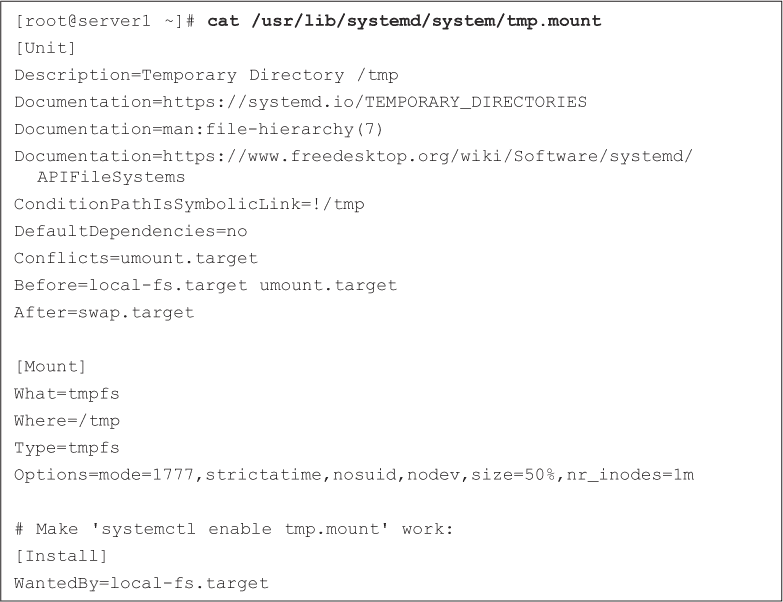 [root@server1 ~]# cat /usr/lib/systemd/system/tmp.mount
[Unit]
Description=Temporary Directory /tmp
Documentation=https://systemd.io/TEMPORARY_DIRECTORIES
Documentation=man:file-hierarchy(7)
Documentation=https://www.freedesktop.org/wiki/Software/systemd/
APIFileSystems
ConditionPathIsSymbolicLink=!/tmp
DefaultDependencies=no
Conflicts=umount.target
Before=local-fs.target umount.target
After=swap.target
[Mount]
What=tmpfs
Where=/tmp
Type=tmpfs
Options=mode=1777,strictatime,nosuid,nodev,size=50%,nr_inodes=1m
# Make 'systemctl enable tmp.mount' work:
[Install]
WantedBy=local-fs.target